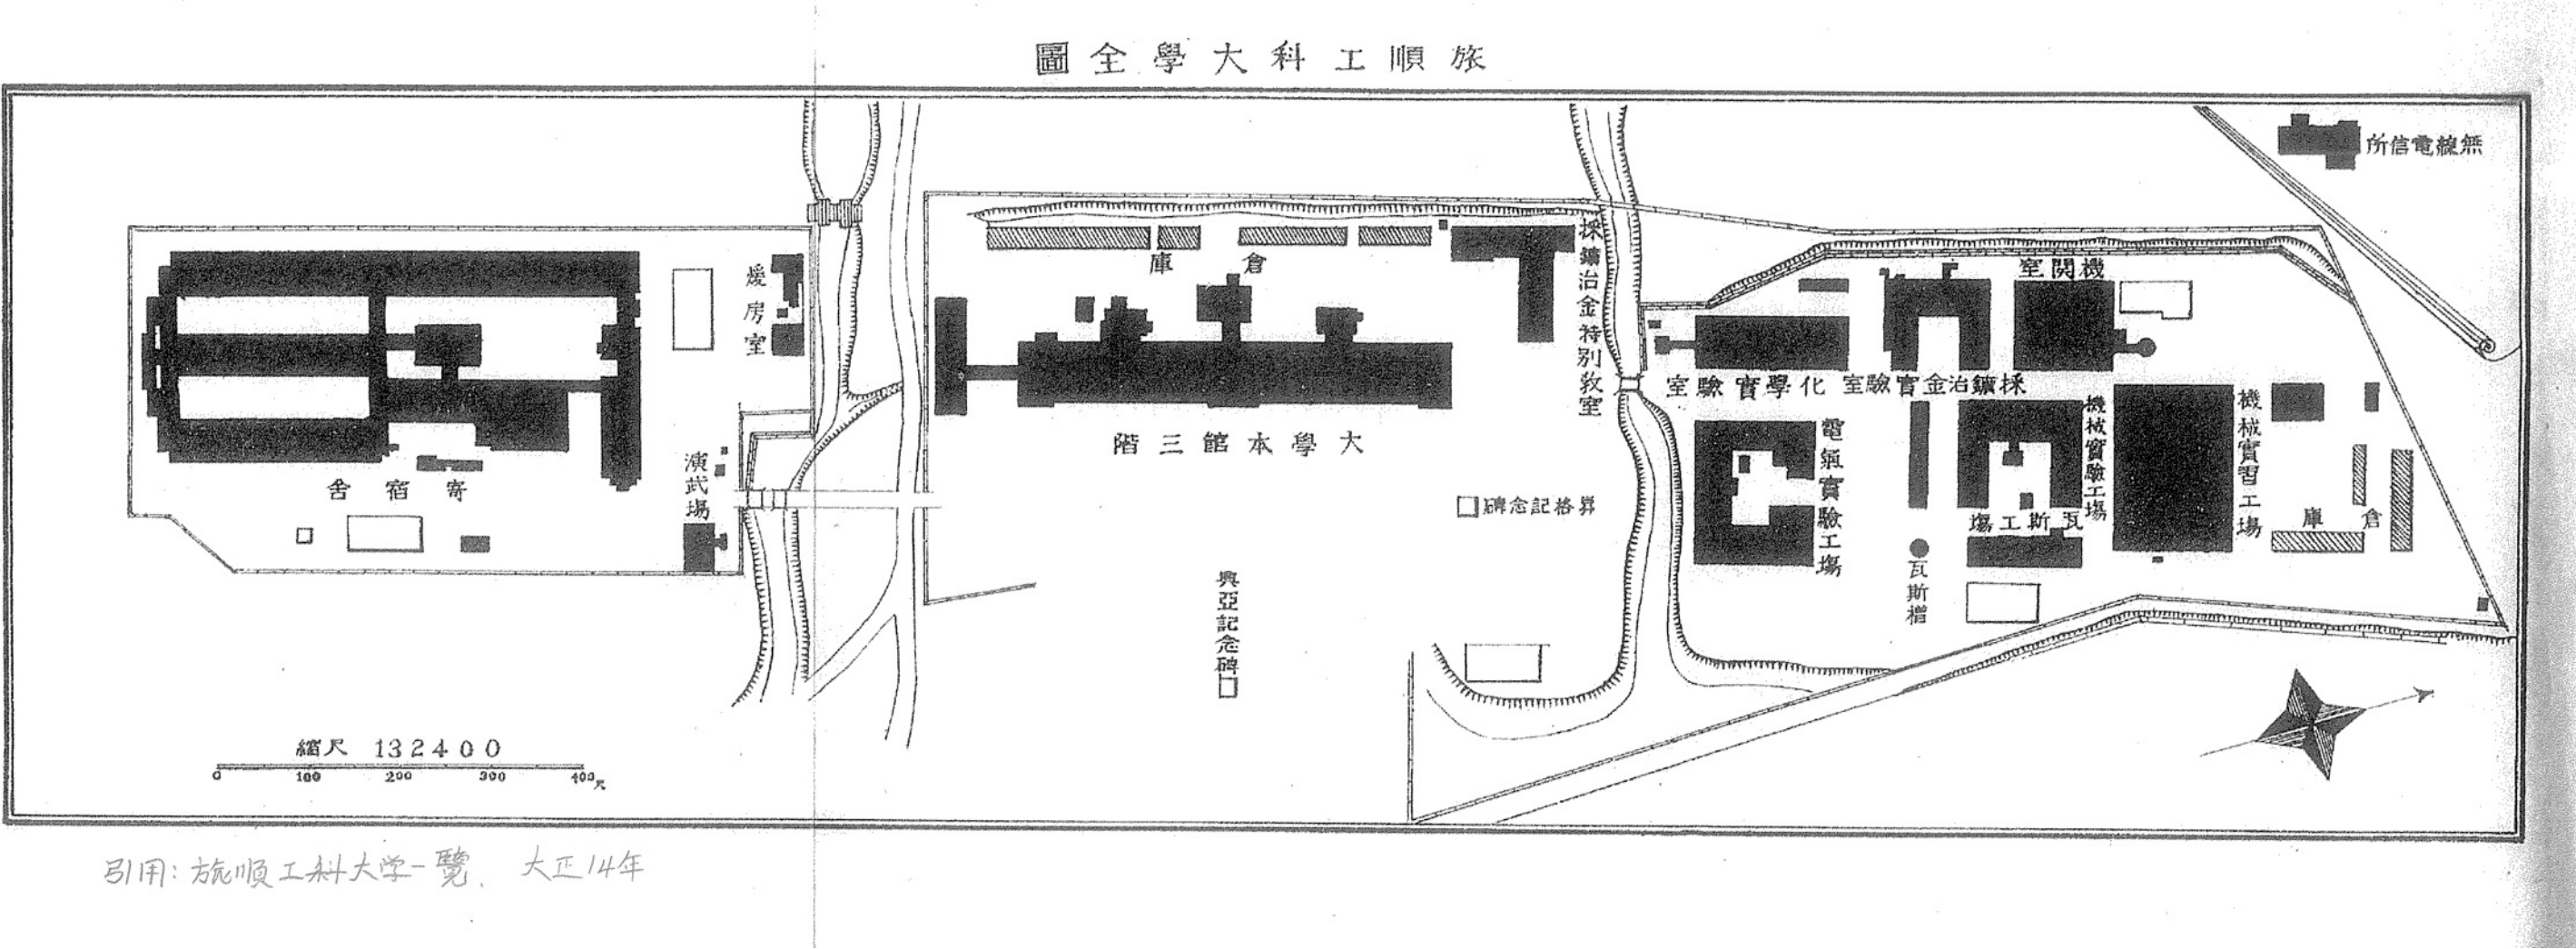 旅順工科大學全圖
無線電信所
煖房室
倉庫
採鑛冶金特別教室
機関室
化學實驗室
採鑛冶金實驗室
大學本館三階
電氣實驗工場
機械實驗工場
機械實習工場
寄宿舍
演武場
昇格記念碑
瓦斯工場
倉庫
瓦斯槽
興亞記念碑
縮尺 132400
0 100 200 300 400尺
引用:旅順工科大学一覽、大正14年